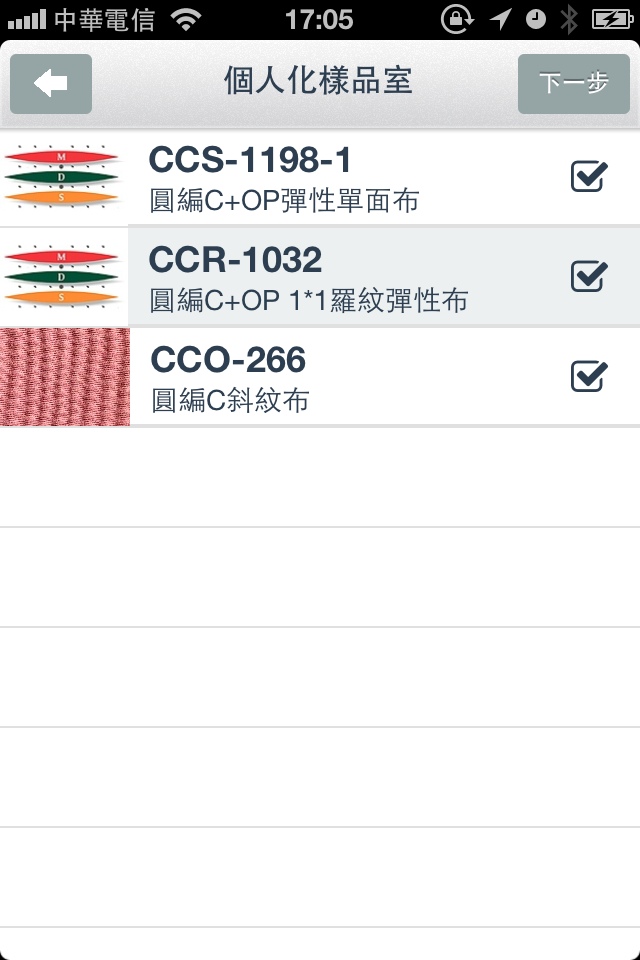 中華電信 17:05
個人化樣品室
下一步
M
D
S
CCS-1198-1
圓編C+OP彈性單面布
M
D
S
CCR-1032
圓編C+OP 1*1羅紋彈性布
CCO-266
圓編C斜紋布